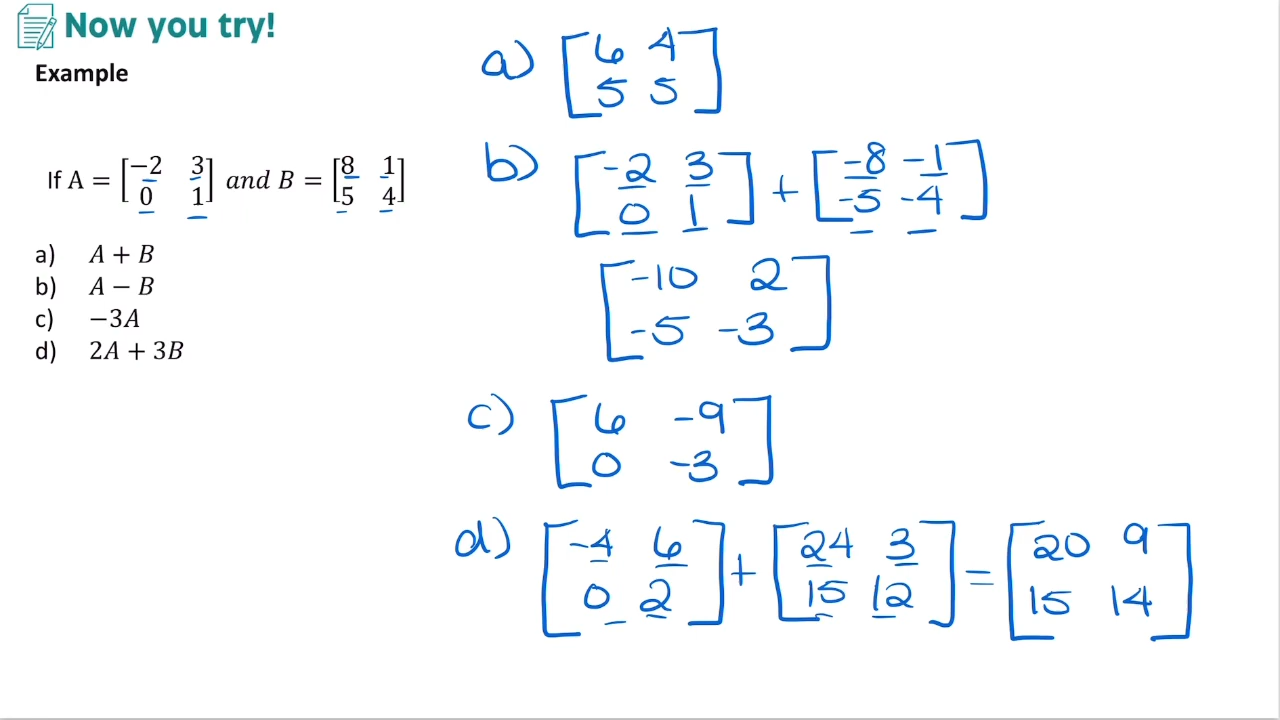 Now you try!
Example
If A = [−2 3] and B = [8 1]
[0 1] [5 4]
a) A + B
b) A − B
c) −3A
d) 2A + 3B
a) [6 4]
[5 5]
b) [-2 3] + [-8 -1]
[0 1] [-5 -4]
[-10 2]
[-5 -3]
c) [6 -9]
[0 -3]
d) [-4 6] + [24 3] = [20 9]
[0 2] [15 12] [15 14]